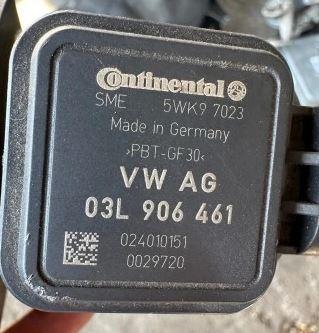 Continental
SME 5WK9 7023
Made in Germany
>PBT-GF30<
VW AG
03L 906 461
024010151
0029720